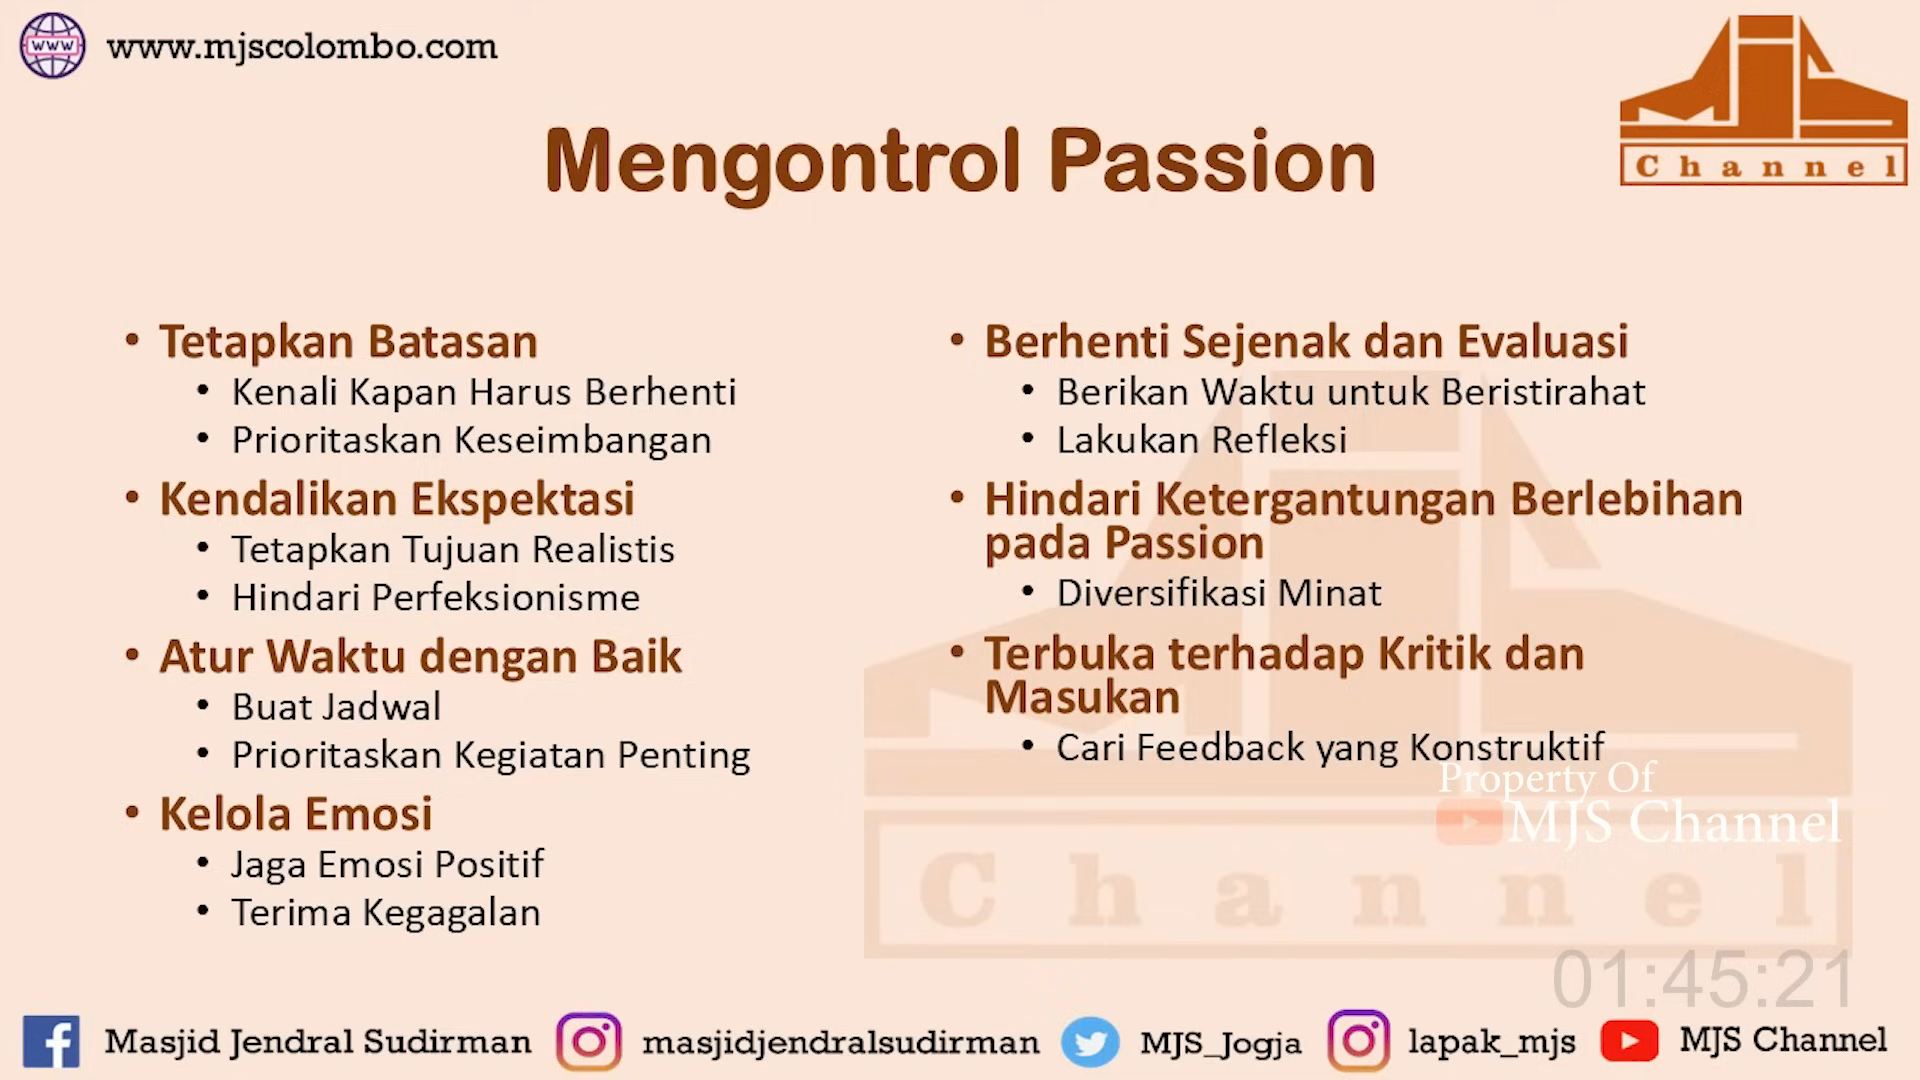 www
www.mjscolombo.com
MJS
Channel
Mengontrol Passion
• Tetapkan Batasan
• Kenali Kapan Harus Berhenti
• Prioritaskan Keseimbangan
• Kendalikan Ekspektasi
• Tetapkan Tujuan Realistis
• Hindari Perfeksionisme
• Atur Waktu dengan Baik
• Buat Jadwal
• Prioritaskan Kegiatan Penting
• Kelola Emosi
• Jaga Emosi Positif
• Terima Kegagalan
• Berhenti Sejenak dan Evaluasi
• Berikan Waktu untuk Beristirahat
• Lakukan Refleksi
• Hindari Ketergantungan Berlebihan
pada Passion
• Diversifikasi Minat
• Terbuka terhadap Kritik dan
Masukan
• Cari Feedback yang Konstruktif
Property Of
MJS Channel
Channel
01:45:21
Masjid Jendral Sudirman
masjidjendralsudirman
MJS_Jogja
lapak_mjs
MJS Channel